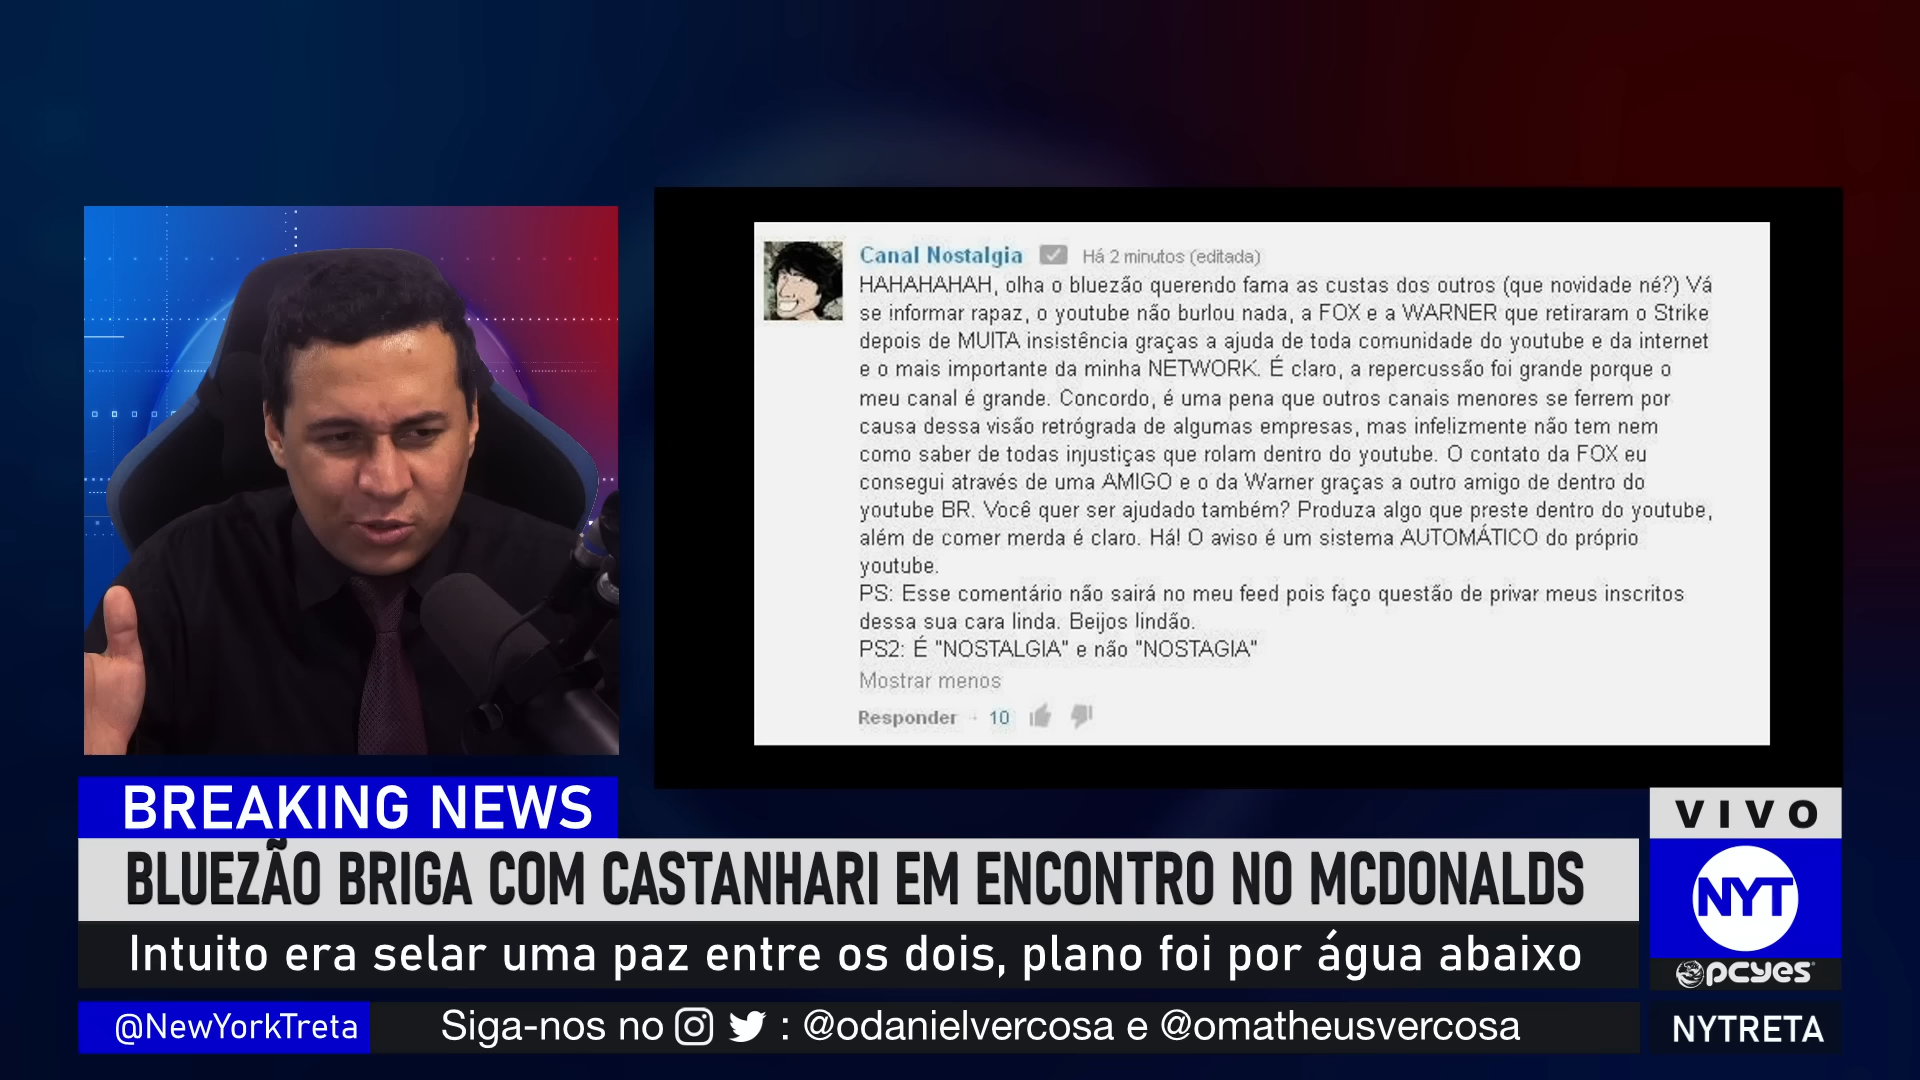 Canal Nostalgia Há 2 minutos (editada)
HAHAHAHAH, olha o bluezão querendo fama as custas dos outros (que novidade né?) Vá
se informar rapaz, o youtube não burlou nada, a FOX e a WARNER que retiraram o Strike
depois de MUITA insistência graças a ajuda de toda comunidade do youtube e da internet
e o mais importante da minha NETWORK. É claro, a repercussão foi grande porque o
meu canal é grande. Concordo, é uma pena que outros canais menores se ferrem por
causa dessa visão retrógrada de algumas empresas, mas infelizmente não tem nem
como saber de todas injustiças que rolam dentro do youtube. O contato da FOX eu
consegui através de uma AMIGO e o da Warner graças a outro amigo de dentro do
youtube BR. Você quer ser ajudado também? Produza algo que preste dentro do youtube,
além de comer merda é claro. Há! O aviso é um sistema AUTOMÁTICO do próprio
youtube.
PS: Esse comentário não sairá no meu feed pois faço questão de privar meus inscritos
dessa sua cara linda. Beijos lindão.
PS2: É "NOSTALGIA" e não "NOSTAGIA"
Mostrar menos
Responder · 10
BREAKING NEWS
BLUEZÃO BRIGA COM CASTANHARI EM ENCONTRO NO MCDONALDS
Intuito era selar uma paz entre os dois, plano foi por água abaixo
@NewYorkTreta
Siga-nos no : @odanielvercosa e @omatheusvercosa
VIVO
NYT
pcyes
NYTRETA